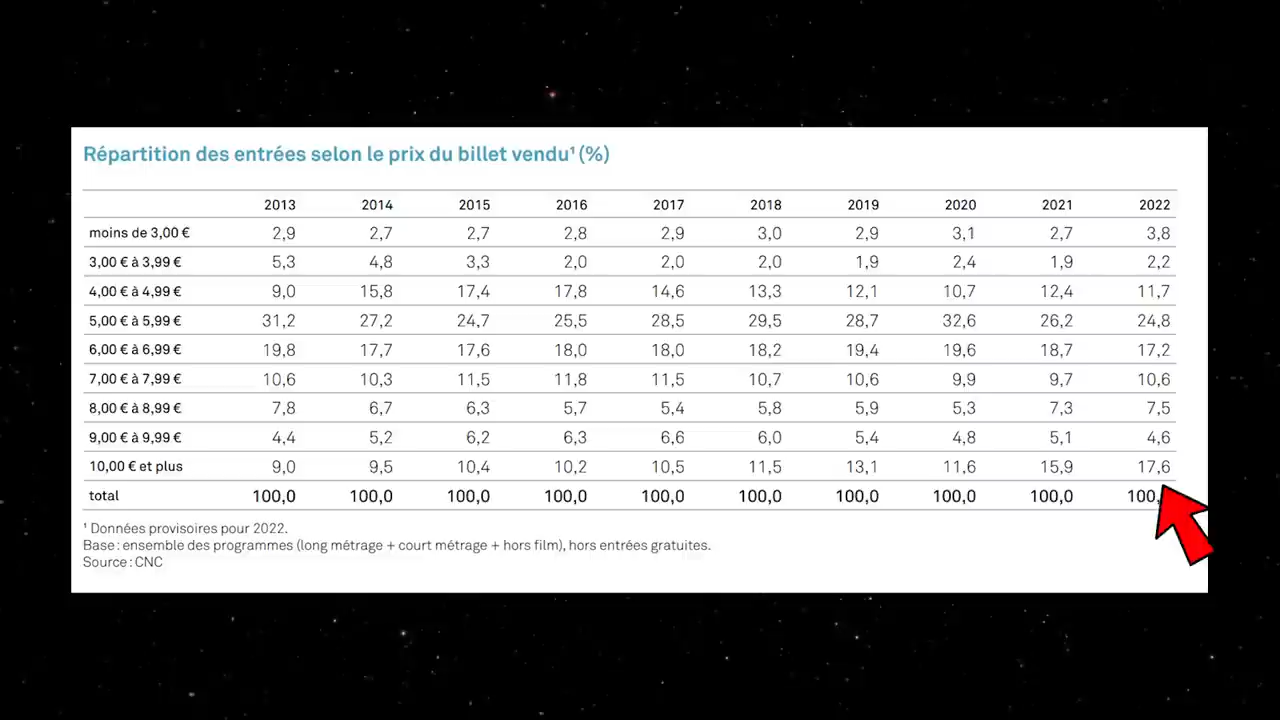 Répartition des entrées selon le prix du billet vendu¹ (%)
2013 2014 2015 2016 2017 2018 2019 2020 2021 2022
moins de 3,00 € 2,9 2,7 2,7 2,8 2,9 3,0 2,9 3,1 2,7 3,8
3,00 € à 3,99 € 5,3 4,8 3,3 2,0 2,0 2,0 1,9 2,4 1,9 2,2
4,00 € à 4,99 € 9,0 15,8 17,4 17,8 14,6 13,3 12,1 10,7 12,4 11,7
5,00 € à 5,99 € 31,2 27,2 24,7 25,5 28,5 29,5 28,7 32,6 26,2 24,8
6,00 € à 6,99 € 19,8 17,7 17,6 18,0 18,0 18,2 19,4 19,6 18,7 17,2
7,00 € à 7,99 € 10,6 10,3 11,5 11,8 11,5 10,7 10,6 9,9 9,7 10,6
8,00 € à 8,99 € 7,8 6,7 6,3 5,7 5,4 5,8 5,9 5,3 7,3 7,5
9,00 € à 9,99 € 4,4 5,2 6,2 6,3 6,6 6,0 5,4 4,8 5,1 4,6
10,00 € et plus 9,0 9,5 10,4 10,2 10,5 11,5 13,1 11,6 15,9 17,6
total 100,0 100,0 100,0 100,0 100,0 100,0 100,0 100,0 100,0 100,
¹ Données provisoires pour 2022.
Base : ensemble des programmes (long métrage + court métrage + hors film), hors entrées gratuites.
Source : CNC